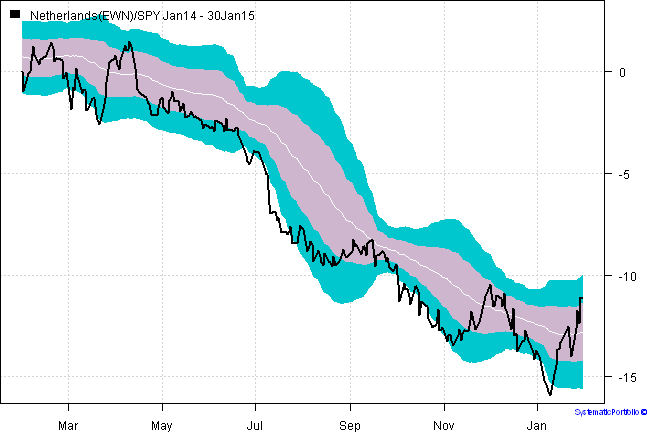 Netherlands(EWN)/SPY Jan14 - 30Jan15
0
-5
-10
-15
Mar May Jul Sep Nov Jan
SystematicPortfolio ©